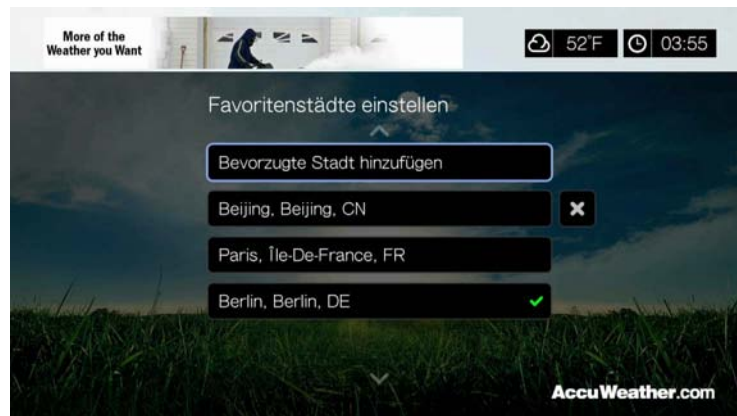 More of the
Weather you Want
52°F
03:55
Favoritenstädte einstellen
Bevorzugte Stadt hinzufügen
Beijing, Beijing, CN
Paris, Île-De-France, FR
Berlin, Berlin, DE
AccuWeather.com